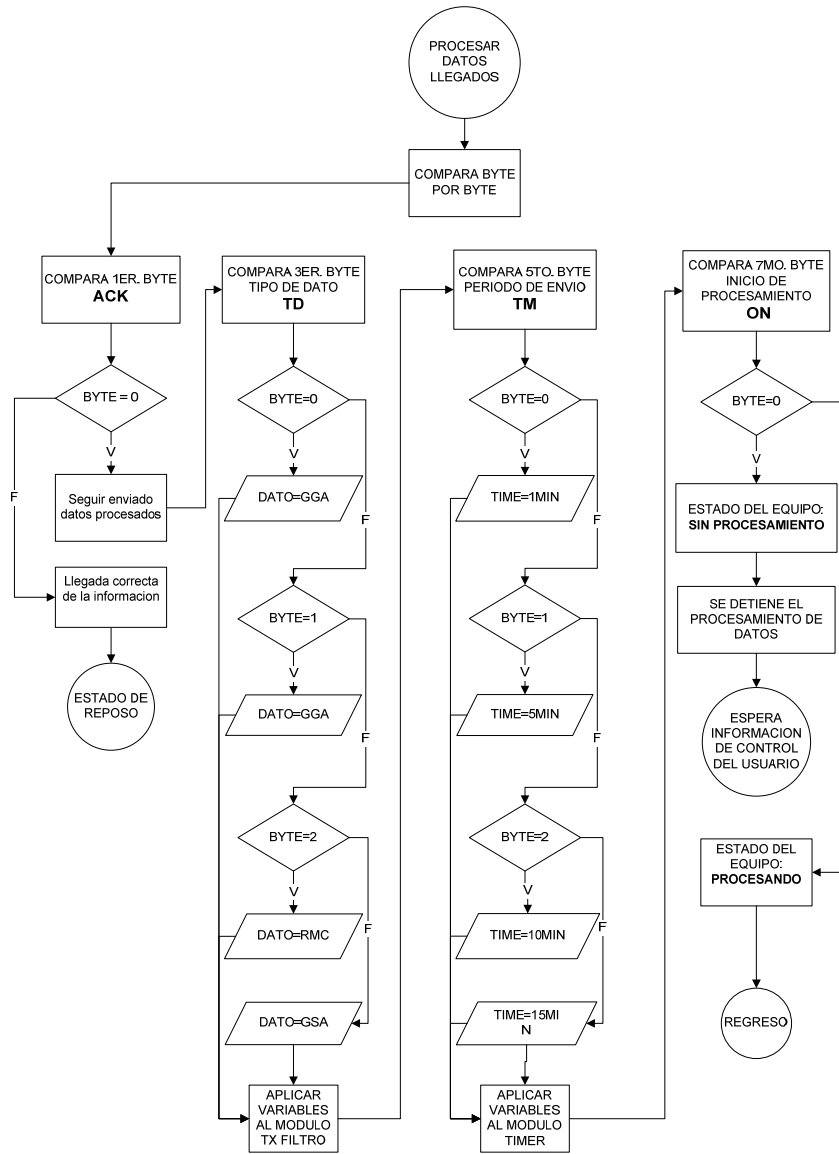 PROCESAR
DATOS
LLEGADOS
COMPARA BYTE
POR BYTE
COMPARA 1ER. BYTE
ACK
BYTE = 0
V
F
Seguir enviado
datos procesados
Llegada correcta
de la informacion
ESTADO DE
REPOSO
COMPARA 3ER. BYTE
TIPO DE DATO
TD
BYTE=0
V
F
DATO=GGA
BYTE=1
V
F
DATO=GGA
BYTE=2
V
F
DATO=RMC
DATO=GSA
APLICAR
VARIABLES
AL MODULO
TX FILTRO
COMPARA 5TO. BYTE
PERIODO DE ENVIO
TM
BYTE=0
V
F
TIME=1MIN
BYTE=1
V
F
TIME=5MIN
BYTE=2
V
F
TIME=10MIN
TIME=15MI
N
APLICAR
VARIABLES
AL MODULO
TIMER
COMPARA 7MO. BYTE
INICIO DE
PROCESAMIENTO
ON
BYTE=0
V
ESTADO DEL EQUIPO:
SIN PROCESAMIENTO
SE DETIENE EL
PROCESAMIENTO DE
DATOS
ESPERA
INFORMACION
DE CONTROL
DEL USUARIO
ESTADO DEL
EQUIPO:
PROCESANDO
REGRESO